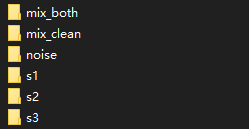 mix_both
mix_clean
noise
s1
s2
s3